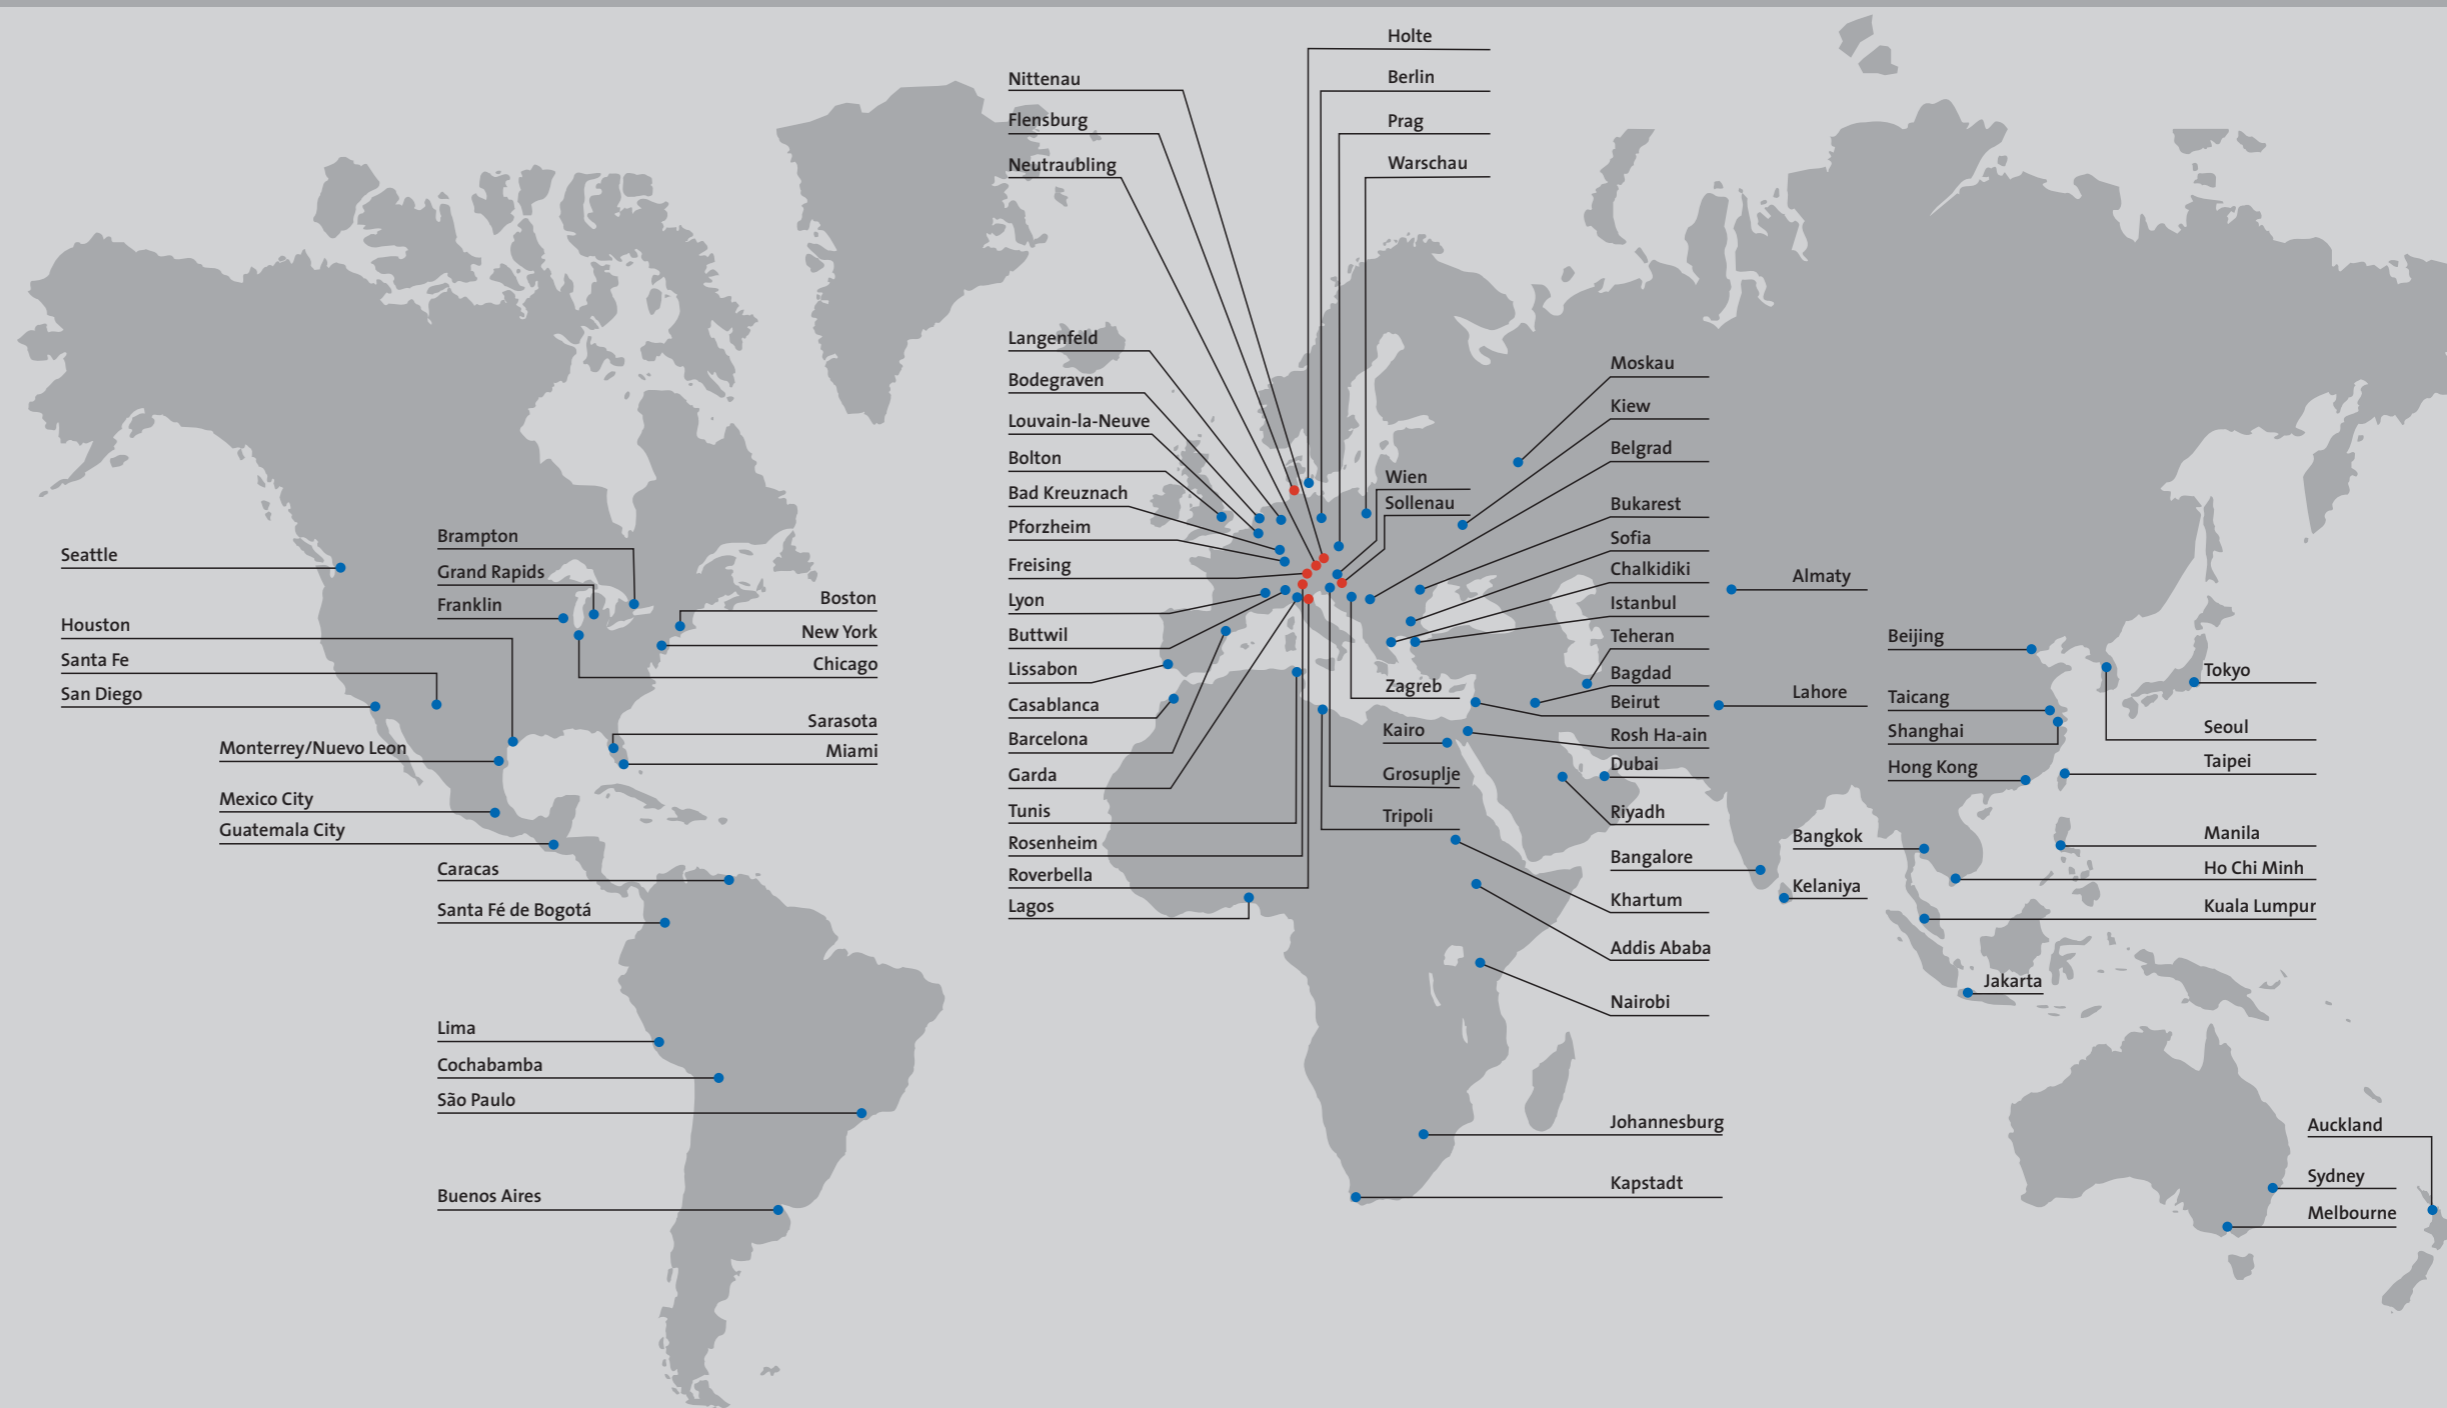 Seattle
Houston
Santa Fe
San Diego
Monterrey/Nuevo Leon
Mexico City
Guatemala City
Brampton
Grand Rapids
Franklin
Boston
New York
Chicago
Sarasota
Miami
Caracas
Santa Fé de Bogotá
Lima
Cochabamba
São Paulo
Buenos Aires
Nittenau
Flensburg
Neutraubling
Langenfeld
Bodegraven
Louvain-la-Neuve
Bolton
Bad Kreuznach
Pforzheim
Freising
Lyon
Buttwil
Lissabon
Casablanca
Barcelona
Garda
Tunis
Rosenheim
Roverbella
Lagos
Holte
Berlin
Prag
Warschau
Wien
Sollenau
Zagreb
Kairo
Grosuplje
Tripoli
Moskau
Kiew
Belgrad
Bukarest
Sofia
Chalkidiki
Istanbul
Teheran
Bagdad
Beirut
Rosh Ha-ain
Dubai
Riyadh
Bangalore
Khartum
Addis Ababa
Nairobi
Johannesburg
Kapstadt
Almaty
Lahore
Bangkok
Kelaniya
Beijing
Taicang
Shanghai
Hong Kong
Jakarta
Tokyo
Seoul
Taipei
Manila
Ho Chi Minh
Kuala Lumpur
Auckland
Sydney
Melbourne